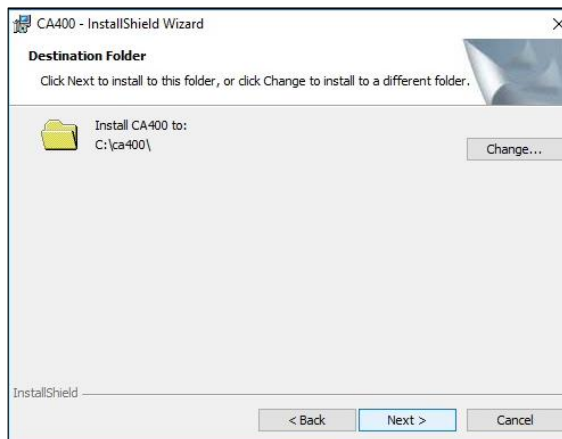 CA400 - InstallShield Wizard
Destination Folder
Click Next to install to this folder, or click Change to install to a different folder.
Install CA400 to:
C:\ca400\
Change...
InstallShield
< Back
Next >
Cancel